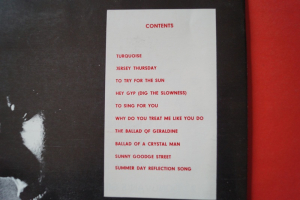 CONTENTS
TURQUOISE
JERSEY THURSDAY
TO TRY FOR THE SUN
HEY GYP (DIG THE SLOWNESS)
TO SING FOR YOU
WHY DO YOU TREAT ME LIKE YOU DO
THE BALLAD OF GERALDINE
BALLAD OF A CRYSTAL MAN
SUNNY GOODGE STREET
SUMMER DAY REFLECTION SONG